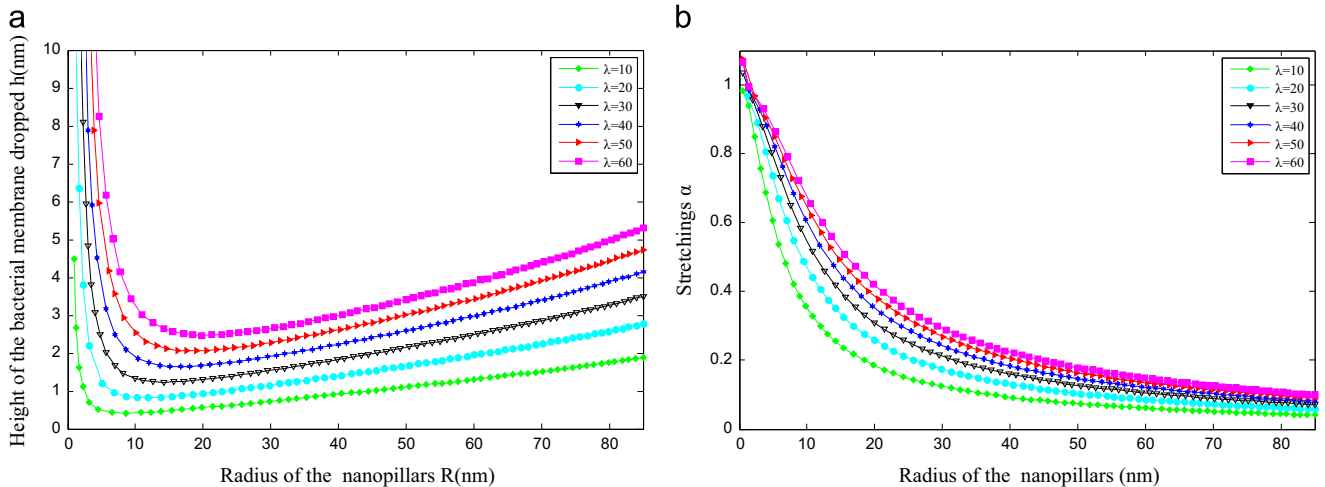 a
Height of the bacterial membrane dropped h(nm)
10
9
8
7
6
5
4
3
2
1
0
0
10
20
30
40
50
60
70
80
Radius of the nanopillars R(nm)
λ=10
λ=20
λ=30
λ=40
λ=50
λ=60
b
Stretchings α
1
0.8
0.6
0.4
0.2
0
0
10
20
30
40
50
60
70
80
Radius of the nanopillars (nm)
λ=10
λ=20
λ=30
λ=40
λ=50
λ=60